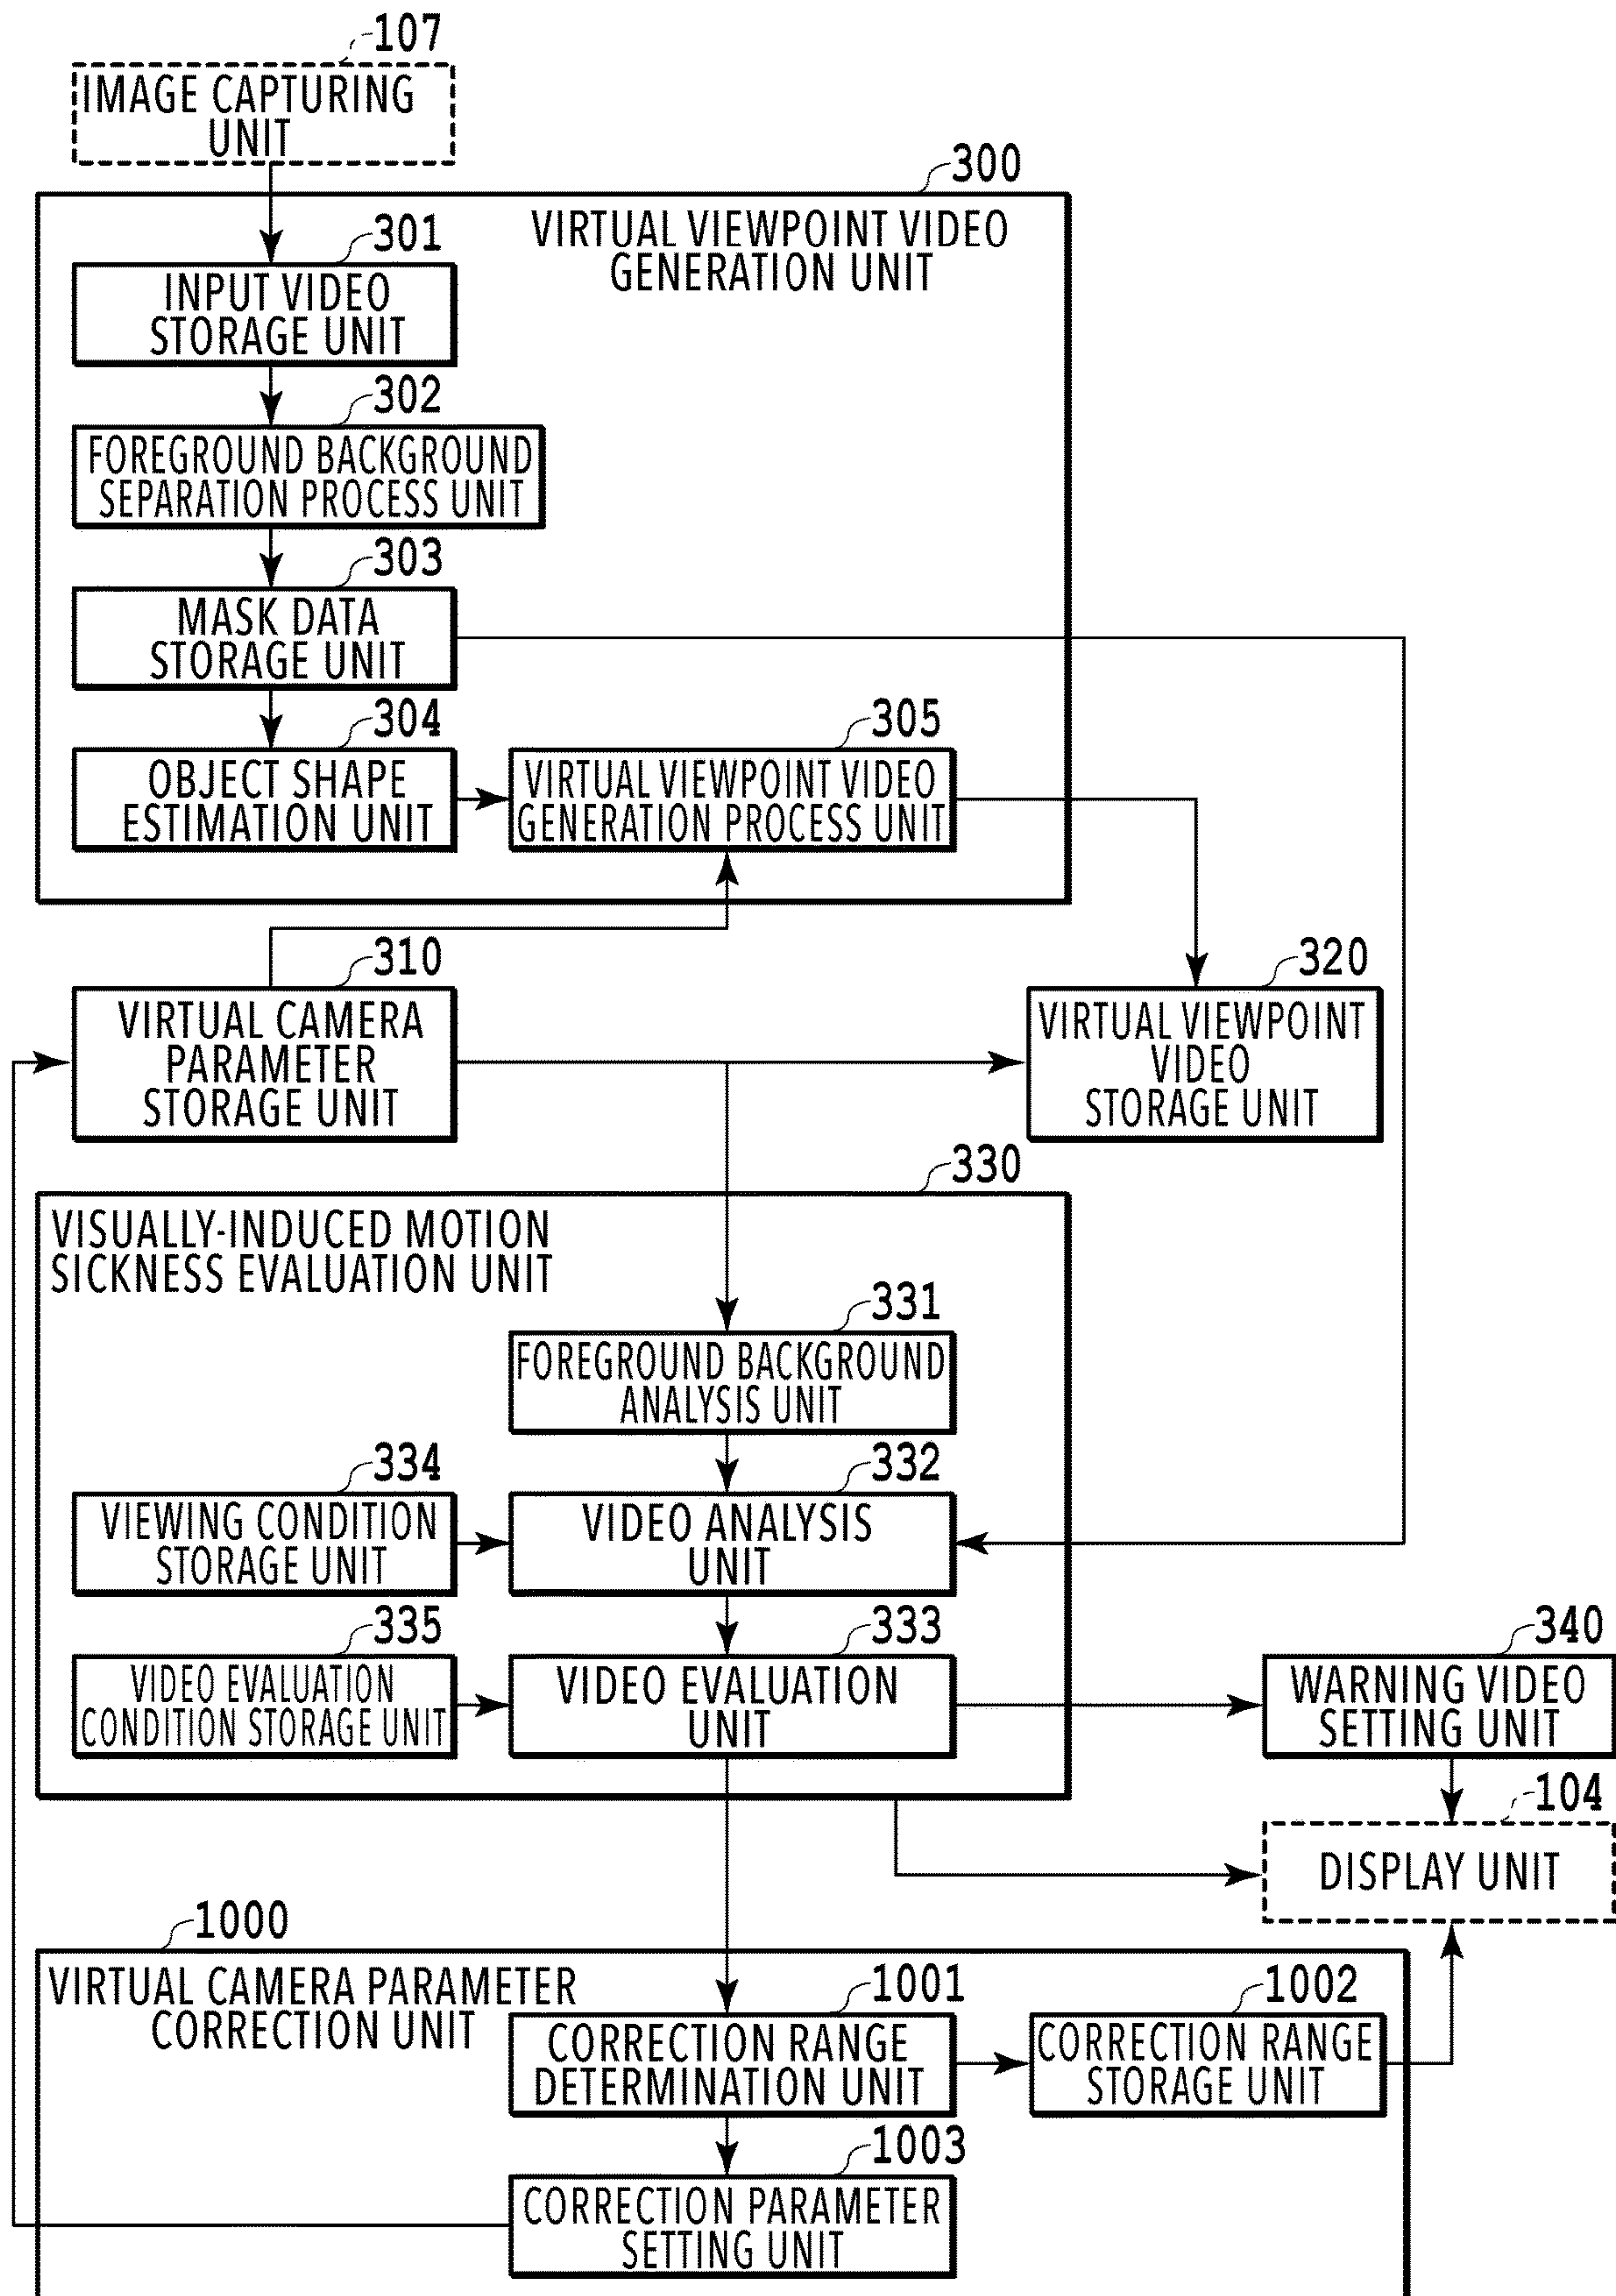 107
IMAGE CAPTURING
UNIT
300
VIRTUAL VIEWPOINT VIDEO
GENERATION UNIT
301
INPUT VIDEO
STORAGE UNIT
302
FOREGROUND BACKGROUND
SEPARATION PROCESS UNIT
303
MASK DATA
STORAGE UNIT
304
OBJECT SHAPE
ESTIMATION UNIT
305
VIRTUAL VIEWPOINT VIDEO
GENERATION PROCESS UNIT
310
VIRTUAL CAMERA
PARAMETER
STORAGE UNIT
320
VIRTUAL VIEWPOINT
VIDEO
STORAGE UNIT
330
VISUALLY-INDUCED MOTION
SICKNESS EVALUATION UNIT
331
FOREGROUND BACKGROUND
ANALYSIS UNIT
334
VIEWING CONDITION
STORAGE UNIT
332
VIDEO ANALYSIS
UNIT
335
VIDEO EVALUATION
CONDITION STORAGE UNIT
333
VIDEO EVALUATION
UNIT
340
WARNING VIDEO
SETTING UNIT
104
DISPLAY UNIT
1000
VIRTUAL CAMERA PARAMETER
CORRECTION UNIT
1001
CORRECTION RANGE
DETERMINATION UNIT
1002
CORRECTION RANGE
STORAGE UNIT
1003
CORRECTION PARAMETER
SETTING UNIT